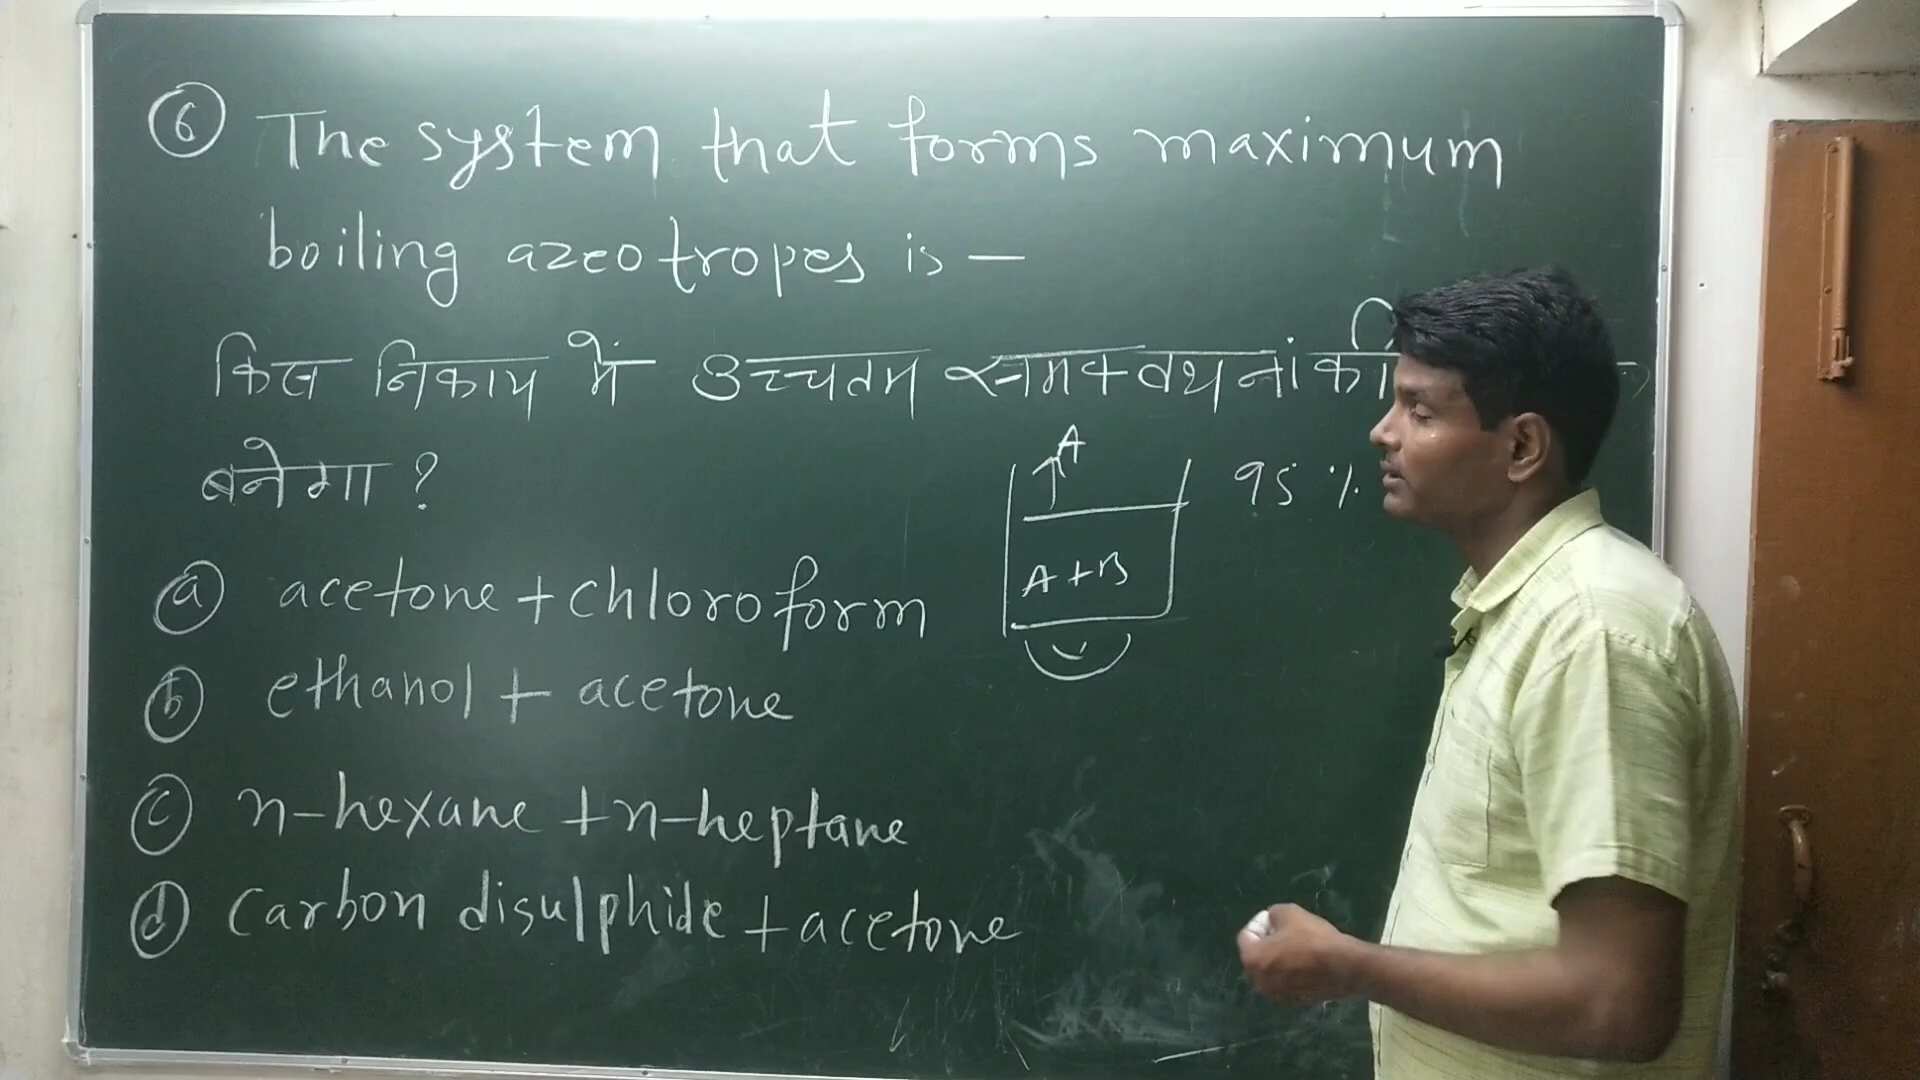 6 The system that forms maximum
boiling azeotropes is —
किस निकाय में उच्चतम समक्वथनांकी
बनेगा ?
A
95 %
A+B
a acetone + chloroform
b ethanol + acetone
c n-hexane + n-heptane
d carbon disulphide + acetone